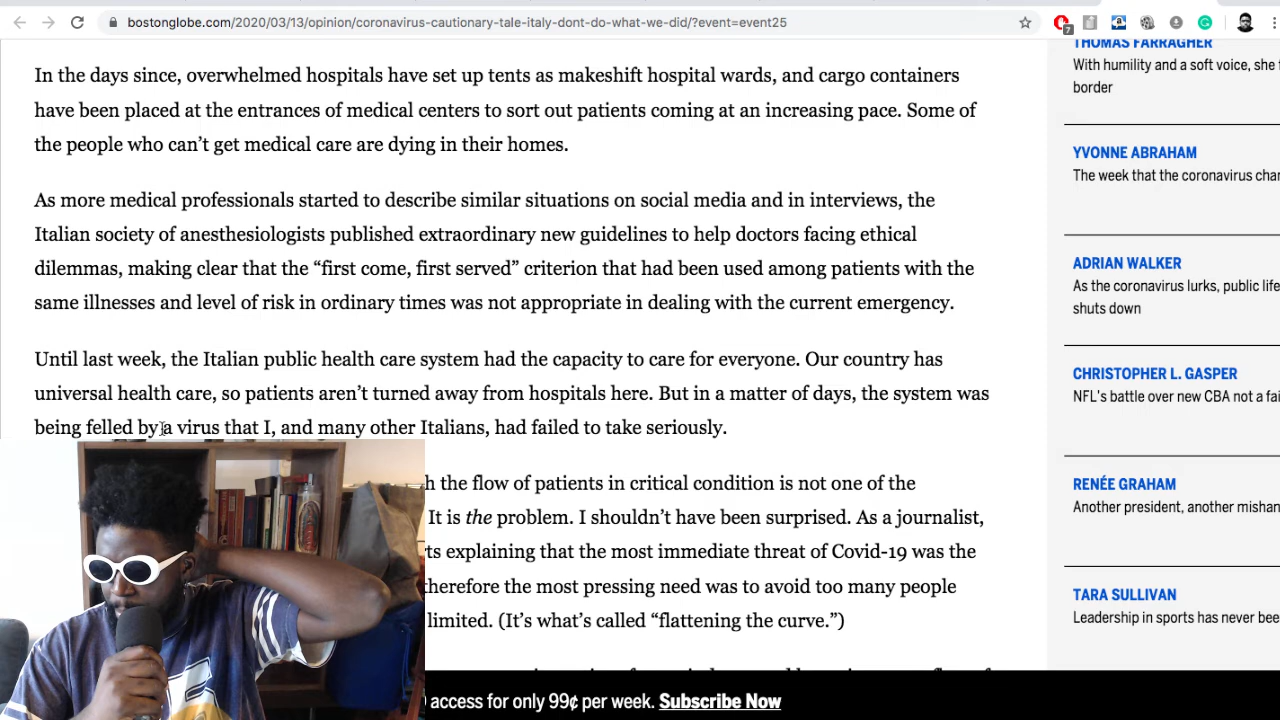 bostonglobe.com/2020/03/13/opinion/coronavirus-cautionary-tale-italy-dont-do-what-we-did/?event=event25
7
In the days since, overwhelmed hospitals have set up tents as makeshift hospital wards, and cargo containers
have been placed at the entrances of medical centers to sort out patients coming at an increasing pace. Some of
the people who can’t get medical care are dying in their homes.
As more medical professionals started to describe similar situations on social media and in interviews, the
Italian society of anesthesiologists published extraordinary new guidelines to help doctors facing ethical
dilemmas, making clear that the “first come, first served” criterion that had been used among patients with the
same illnesses and level of risk in ordinary times was not appropriate in dealing with the current emergency.
Until last week, the Italian public health care system had the capacity to care for everyone. Our country has
universal health care, so patients aren’t turned away from hospitals here. But in a matter of days, the system was
being felled by a virus that I, and many other Italians, had failed to take seriously.
h the flow of patients in critical condition is not one of the
It is the problem. I shouldn’t have been surprised. As a journalist,
ts explaining that the most immediate threat of Covid-19 was the
therefore the most pressing need was to avoid too many people
limited. (It’s what’s called “flattening the curve.”)
THOMAS FARRAGHER
With humility and a soft voice, she
border
YVONNE ABRAHAM
The week that the coronavirus
ADRIAN WALKER
As the coronavirus lurks, public life
shuts down
CHRISTOPHER L. GASPER
NFL's battle over new CBA not a
RENÉE GRAHAM
Another president, another
TARA SULLIVAN
Leadership in sports has never
access for only 99¢ per week. Subscribe Now